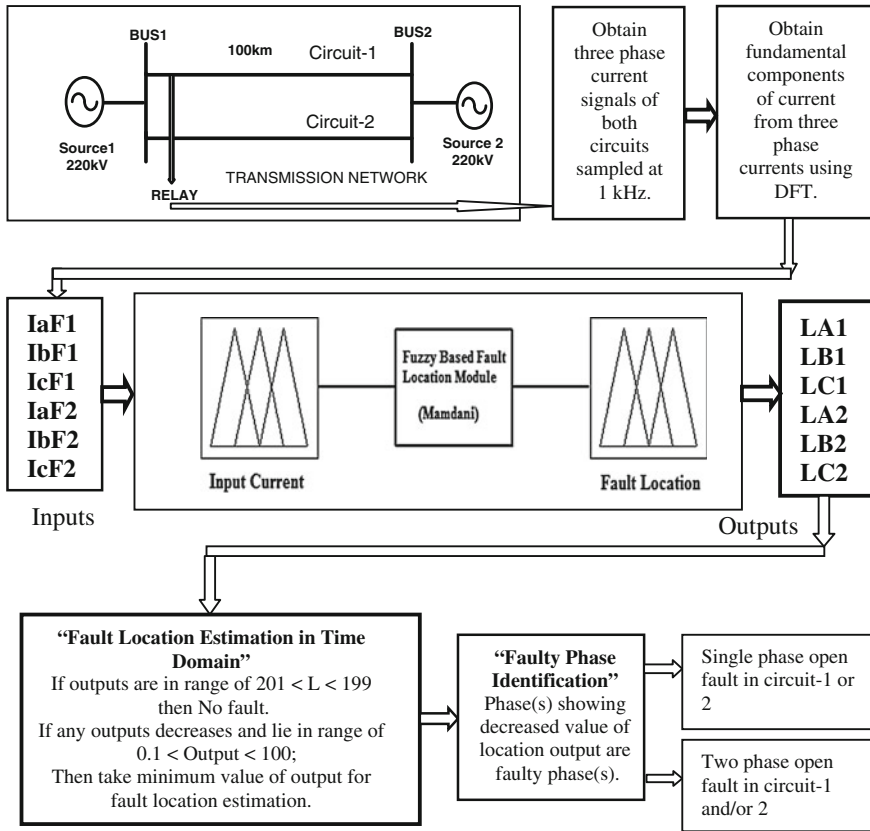 BUS1
BUS2
100km
Circuit-1
Circuit-2
Source1
220kV
Source 2
220kV
TRANSMISSION NETWORK
RELAY
Obtain
three phase
current
signals of
both
circuits
sampled at
1 kHz.
Obtain
fundamental
components
of current
from three
phase
currents using
DFT.
IaF1
IbF1
IcF1
IaF2
IbF2
IcF2
Inputs
Input Current
Fuzzy Based Fault
Location Module
(Mamdani)
Fault Location
LA1
LB1
LC1
LA2
LB2
LC2
Outputs
“Fault Location Estimation in Time
Domain”
If outputs are in range of 201 < L < 199
then No fault.
If any outputs decreases and lie in range of
0.1 < Output < 100;
Then take minimum value of output for
fault location estimation.
“Faulty Phase
Identification”
Phase(s) showing
decreased value of
location output are
faulty phase(s).
Single phase open
fault in circuit-1 or
2
Two phase open
fault in circuit-1
and/or 2